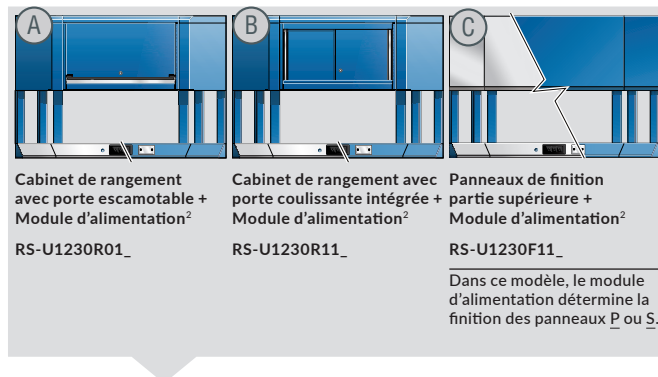 A
Cabinet de rangement
avec porte escamotable +
Module d'alimentation²
RS-U1230R01_
B
Cabinet de rangement avec
porte coulissante intégrée +
Module d'alimentation²
RS-U1230R11_
C
Panneaux de finition
partie supérieure +
Module d'alimentation²
RS-U1230F11_
Dans ce modèle, le module
d'alimentation détermine la
finition des panneaux P ou S.